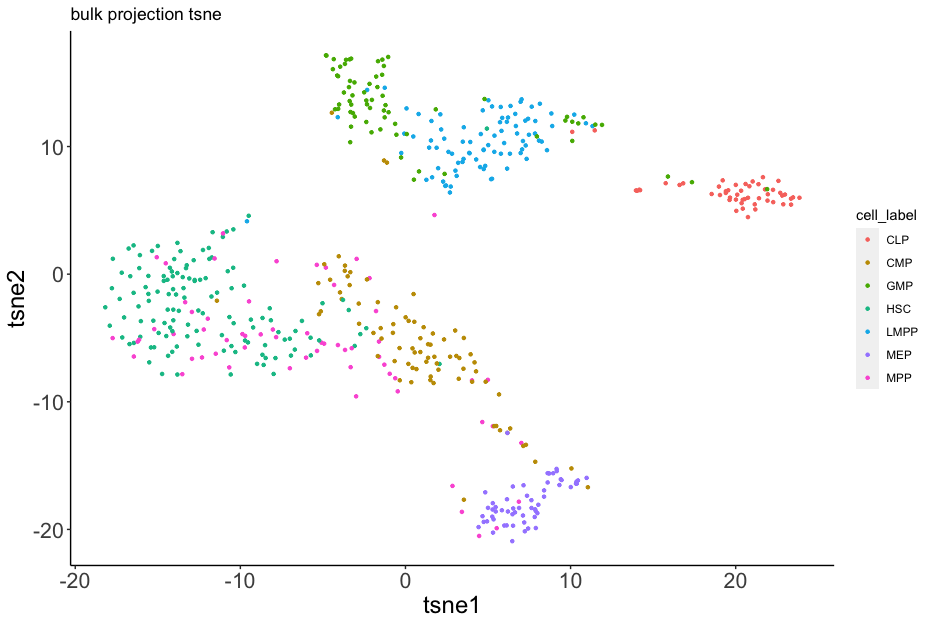 bulk projection tsne
10
0
-10
-20
tsne2
-20
-10
0
10
20
tsne1
cell_label
CLP
CMP
GMP
HSC
LMPP
MEP
MPP